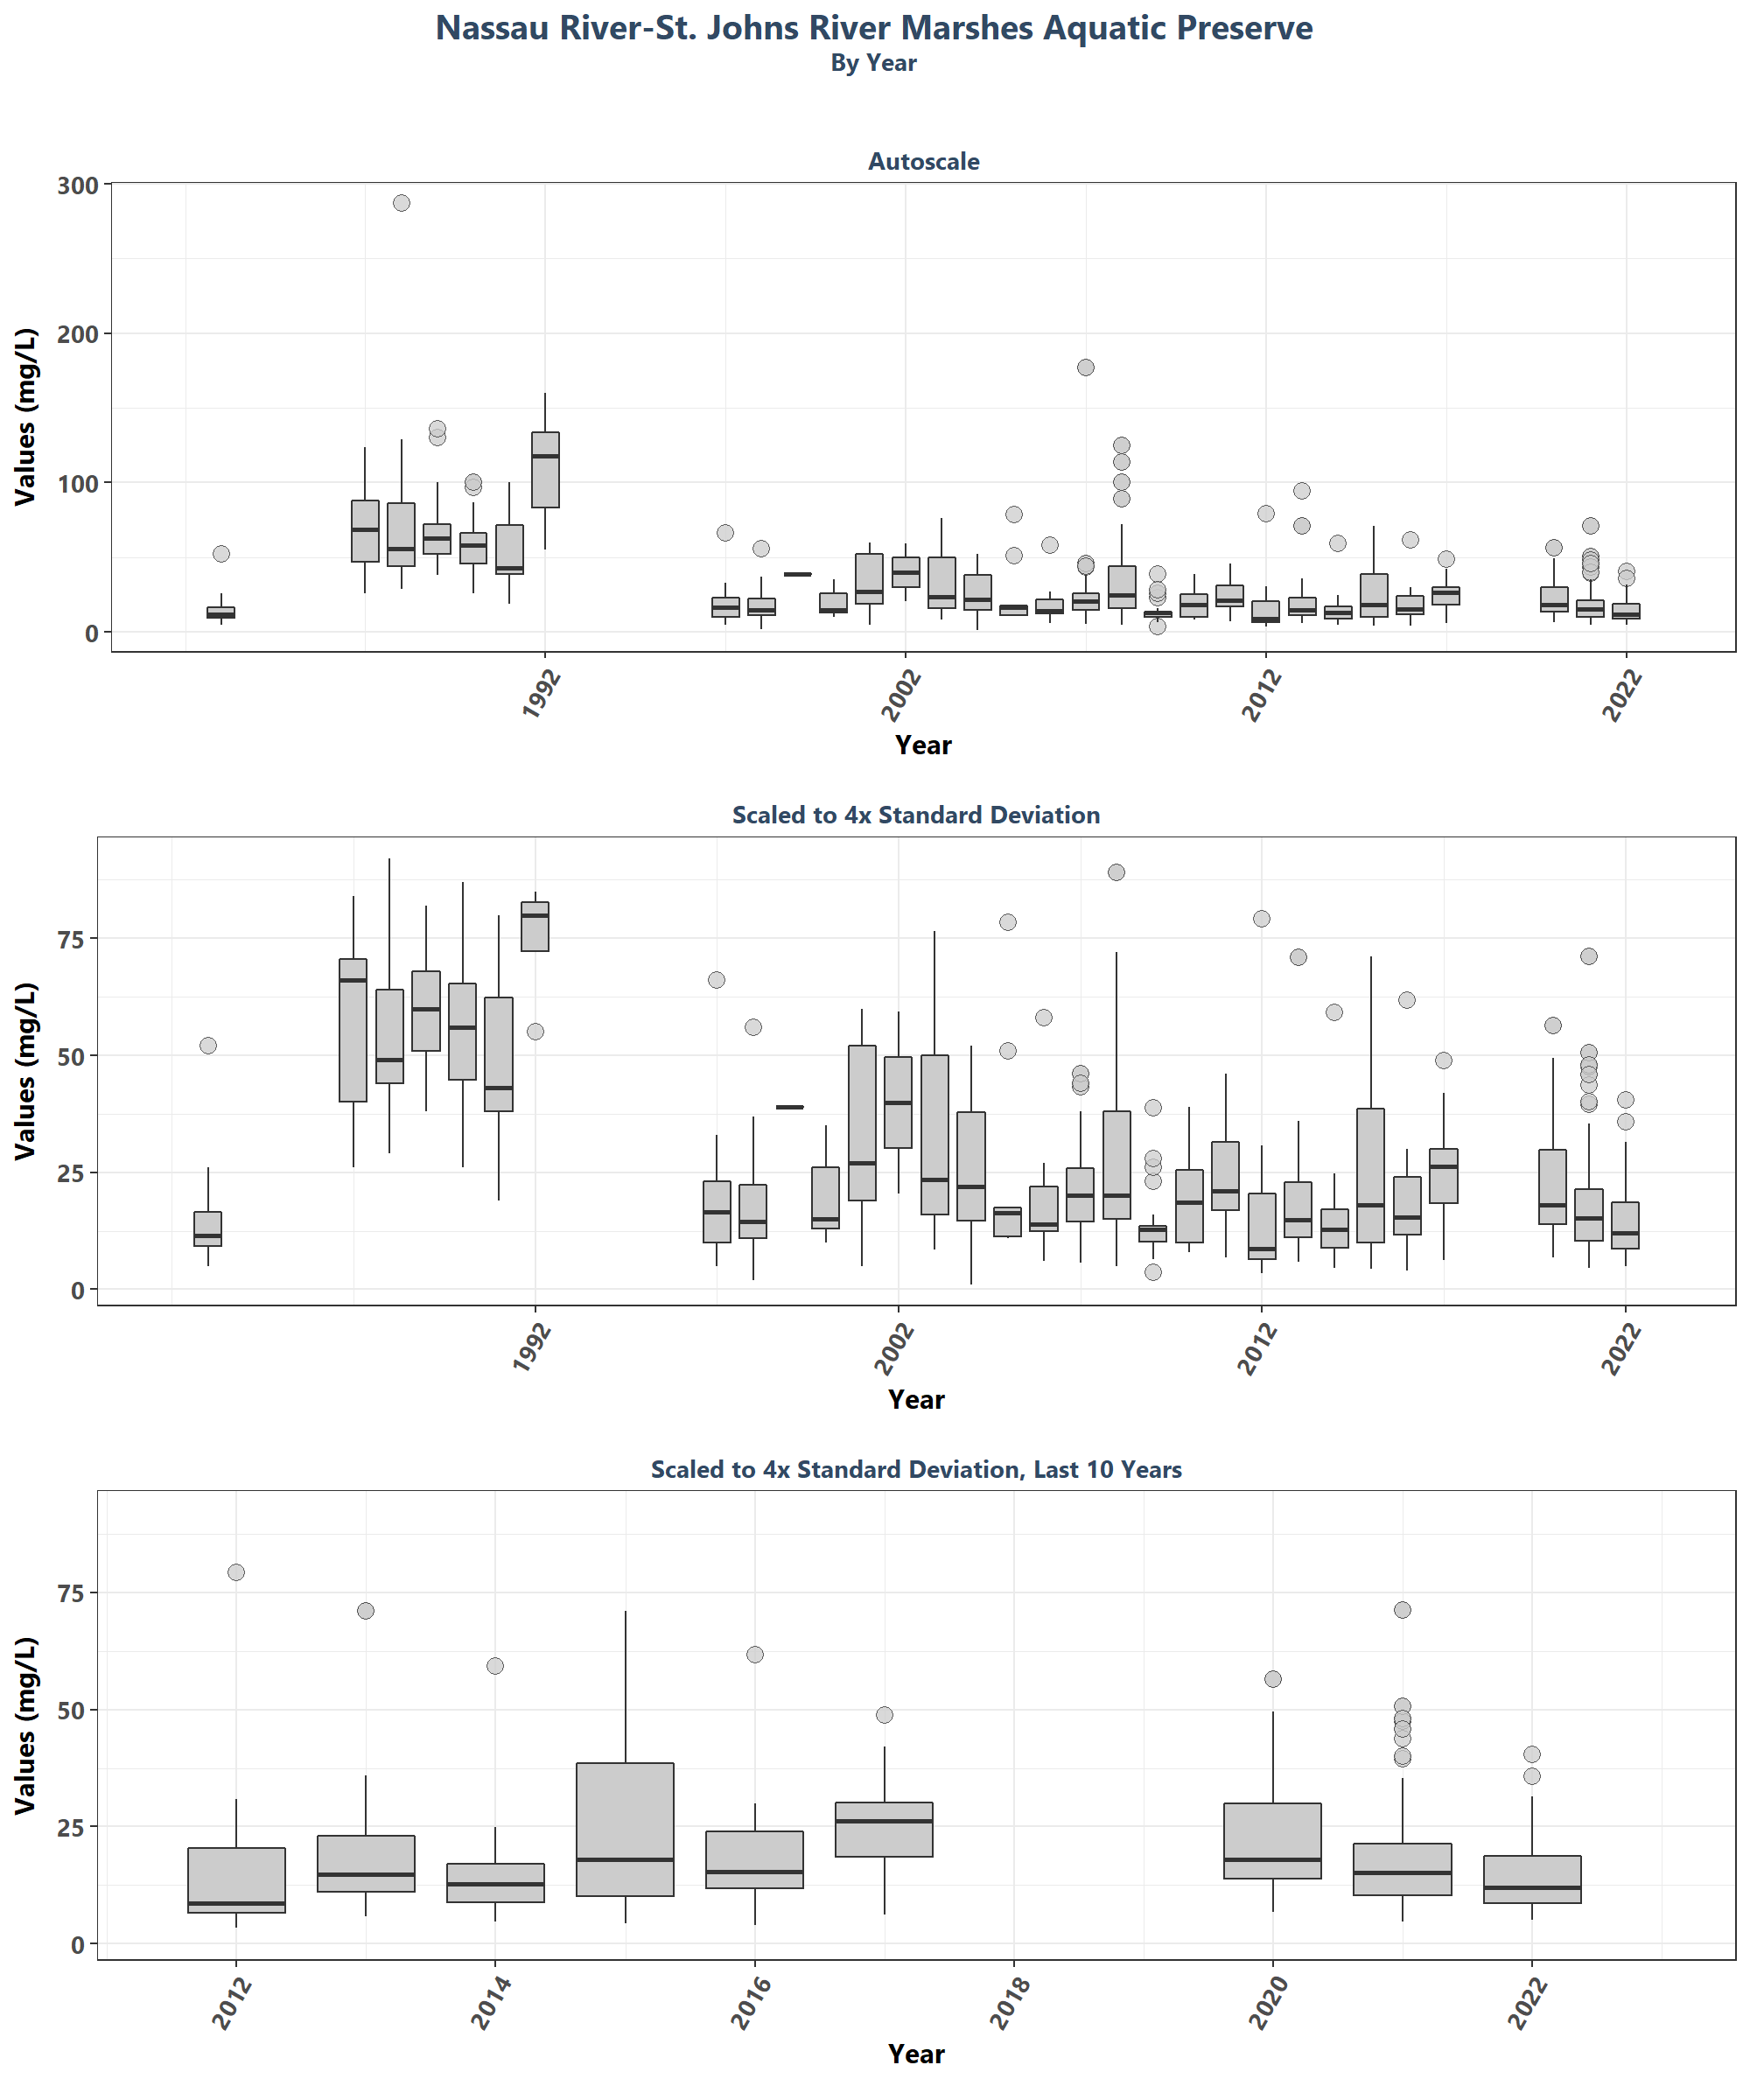 Nassau River-St. Johns River Marshes Aquatic Preserve
By Year
Autoscale
300
200
100
0
Values (mg/L)
1992
2002
2012
2022
Year
Scaled to 4x Standard Deviation
75
50
25
0
Values (mg/L)
1992
2002
2012
2022
Year
Scaled to 4x Standard Deviation, Last 10 Years
75
50
25
0
Values (mg/L)
2012
2014
2016
2018
2020
2022
Year